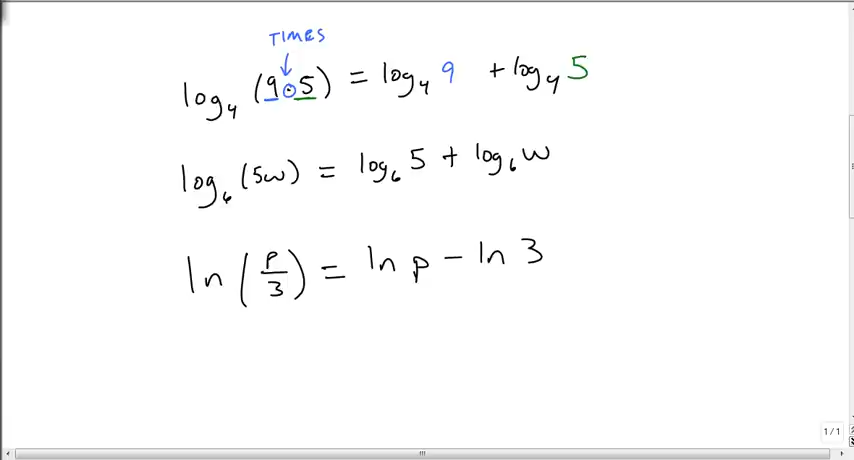 TIMES
log₄ (9·5) = log₄ 9 + log₄ 5
log₆ (5w) = log₆ 5 + log₆ w
ln (p/3) = ln p − ln 3
1/1